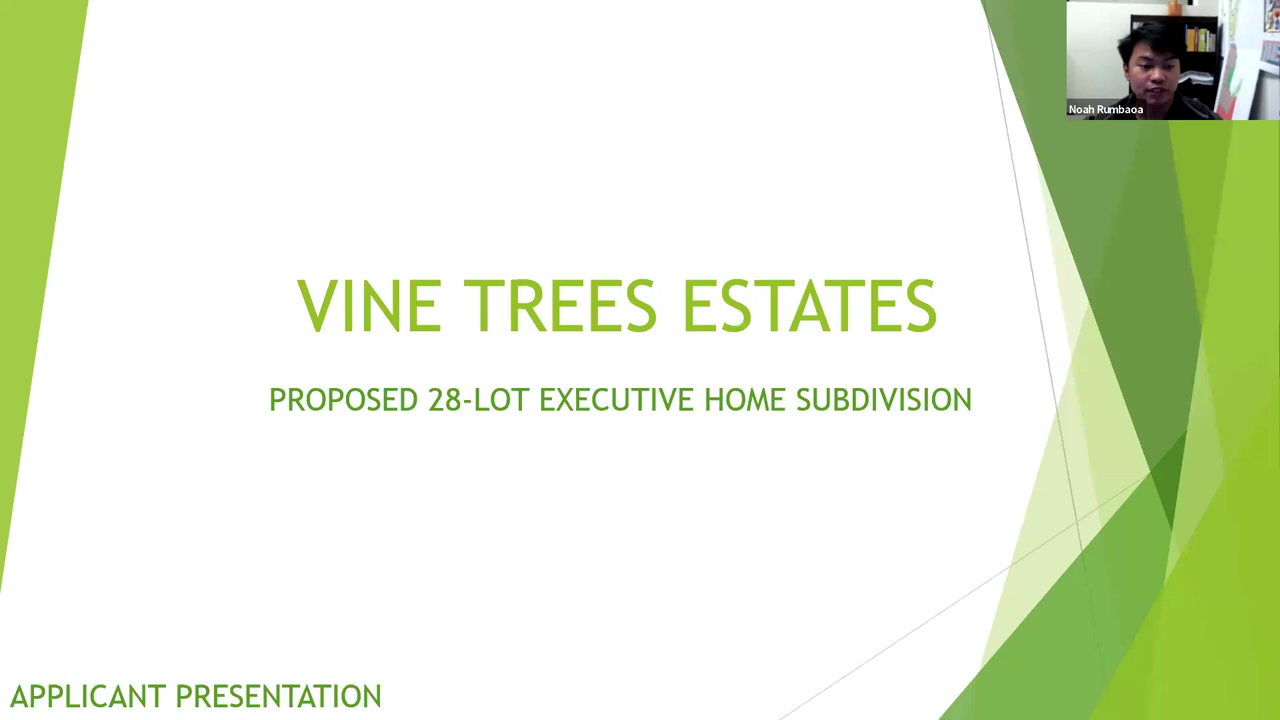 Noah Rumbaoa
VINE TREES ESTATES
PROPOSED 28-LOT EXECUTIVE HOME SUBDIVISION
APPLICANT PRESENTATION